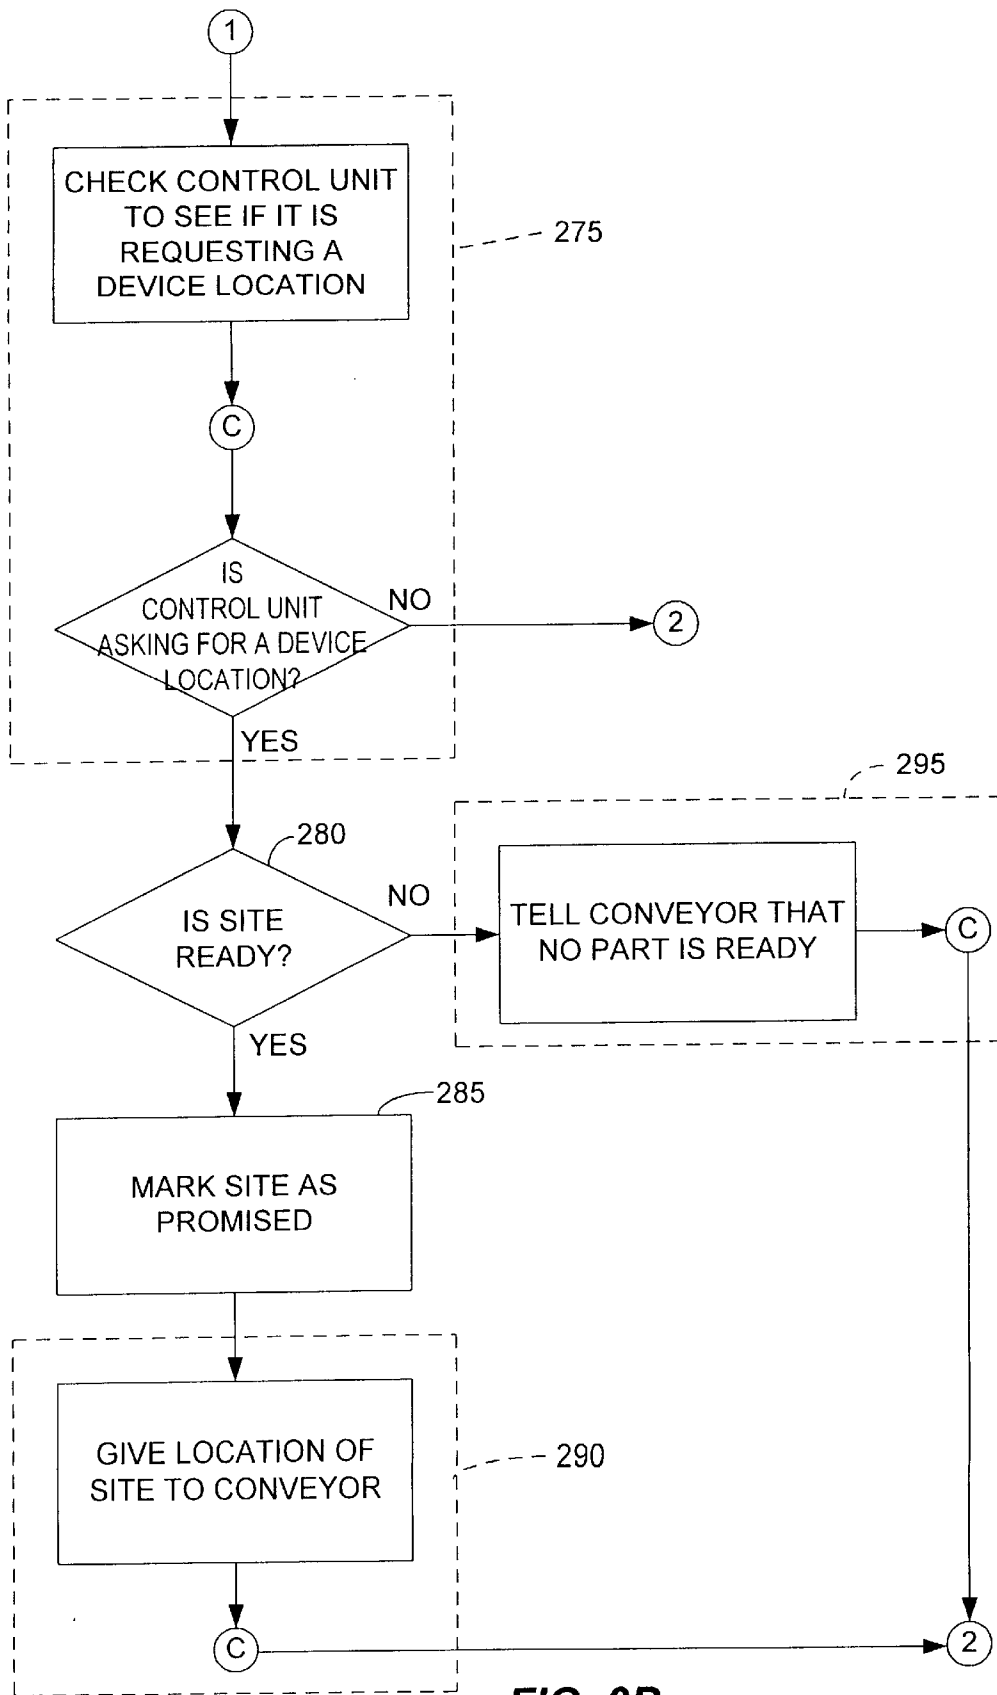 1
CHECK CONTROL UNIT
TO SEE IF IT IS
REQUESTING A
DEVICE LOCATION
275
C
IS
CONTROL UNIT
ASKING FOR A DEVICE
LOCATION?
NO
2
YES
295
280
IS SITE
READY?
NO
TELL CONVEYOR THAT
NO PART IS READY
C
YES
285
MARK SITE AS
PROMISED
GIVE LOCATION OF
SITE TO CONVEYOR
290
C
2